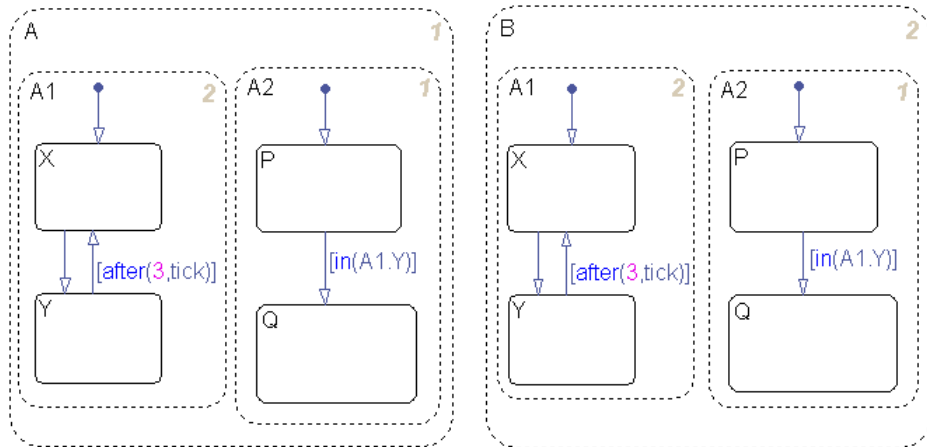 A 1
A1 2
X
[after(3,tick)]
Y
A2 1
P
[in(A1.Y)]
Q
B 2
A1 2
X
[after(3,tick)]
Y
A2 1
P
[in(A1.Y)]
Q